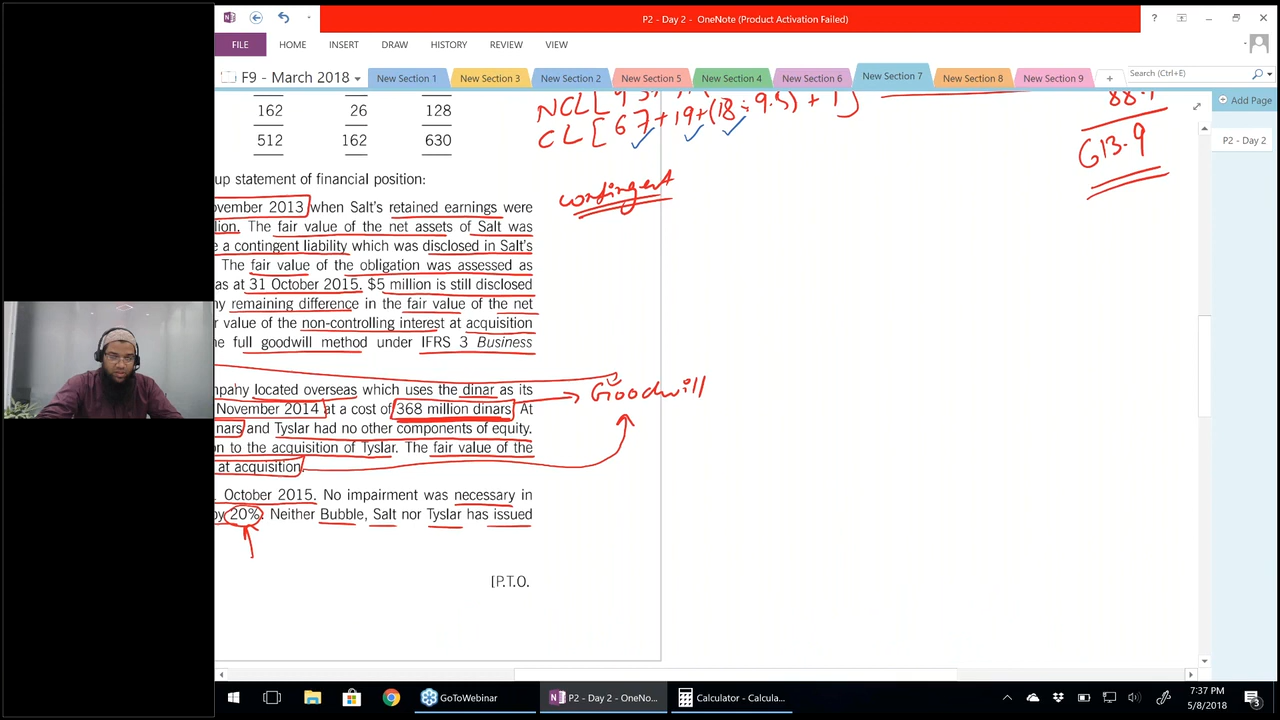 P2 - Day 2 - OneNote (Product Activation Failed)
FILE HOME INSERT DRAW HISTORY REVIEW VIEW
F9 - March 2018 New Section 1 New Section 3 New Section 2 New Section 5 New Section 4 New Section 6 New Section 7 New Section 8 New Section 9 Search (Ctrl+E)
Add Page
P2 - Day 2
162 26 128
512 162 630
NCL [
CL [ 67 + 19 + (18 ÷ 9.5) + 1]
613.9
up statement of financial position:
contingent
ovember 2013 when Salt's retained earnings were
lion. The fair value of the net assets of Salt was
e a contingent liability which was disclosed in Salt's
The fair value of the obligation was assessed as
as at 31 October 2015. $5 million is still disclosed
ny remaining difference in the fair value of the net
r value of the non-controlling interest at acquisition
ne full goodwill method under IFRS 3 Business
mpany located overseas which uses the dinar as its
Goodwill
November 2014 at a cost of 368 million dinars. At
nars and Tyslar had no other components of equity.
on to the acquisition of Tyslar. The fair value of the
at acquisition.
October 2015. No impairment was necessary in
by 20%. Neither Bubble, Salt nor Tyslar has issued
[P.T.O.
GoToWebinar P2 - Day 2 - OneNo... Calculator - Calcula... 7:37 PM
5/8/2018
3